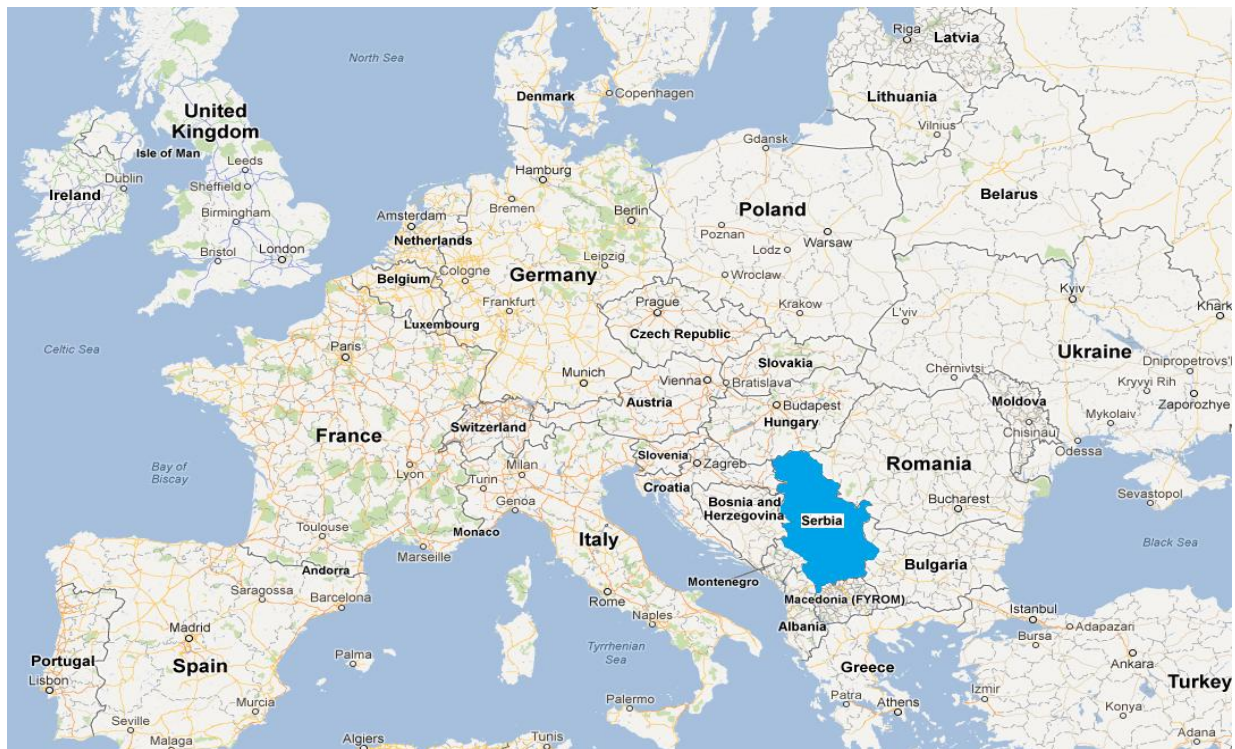 Riga
Latvia
North Sea
Denmark
Copenhagen
Lithuania
Vilnius
United
Kingdom
Isle of Man
Leeds
Gdansk
Dublin
Ireland
Sheffield
Hamburg
Belarus
Birmingham
Bremen
Amsterdam
Berlin
Poland
Poznan
Warsaw
Bristol
London
Netherlands
Lodz
Leipzig
Belgium
Cologne
Germany
Wroclaw
Kyiv
Frankfurt
Prague
Krakow
L'viv
Khark
Luxembourg
Czech Republic
Celtic Sea
Paris
Ukraine
Dnipropetrovs'l
Slovakia
Chernivtsi
Munich
Vienna
Bratislava
Kryvyi Rih
Zaporozhye
Austria
Moldova
Budapest
Mykolaiv
France
Switzerland
Hungary
Chisinau
Odessa
Slovenia
Zagreb
Romania
Bay of
Biscay
Lyon
Milan
Turin
Croatia
Genoa
Bosnia and
Herzegovina
Bucharest
Sevastopol
Serbia
Toulouse
Monaco
Italy
Marseille
Black Sea
Andorra
Bulgaria
Montenegro
Saragossa
Barcelona
Rome
Macedonia (FYROM)
Istanbul
Naples
Albania
Adapazari
Bursa
Madrid
Tyrrhenian
Sea
Palma
Portugal
Spain
Greece
Ankara
Lisbon
Turkey
Palermo
Patra
Athens
Izmir
Murcia
Konya
Seville
Malaga
Algiers
Tunis
Adana